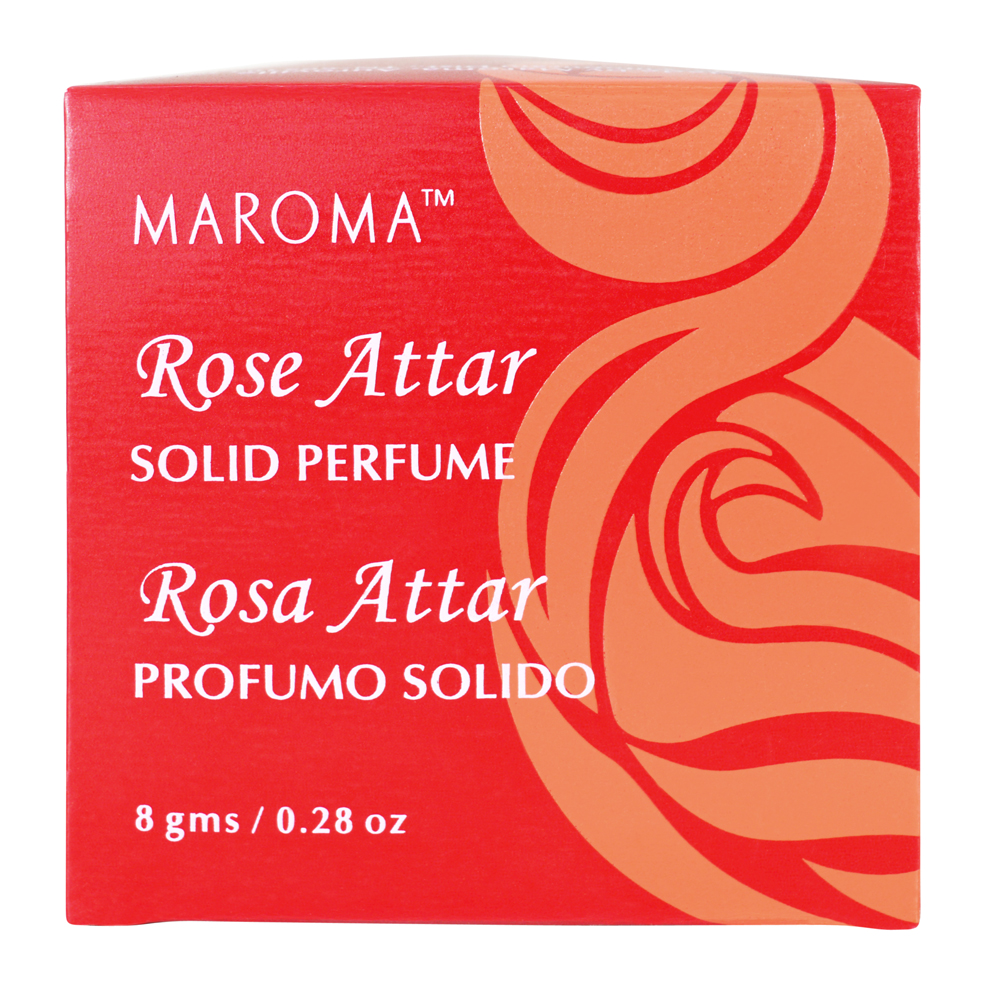 MAROMA™
Rose Attar
SOLID PERFUME
Rosa Attar
PROFUMO SOLIDO
8 gms / 0.28 oz